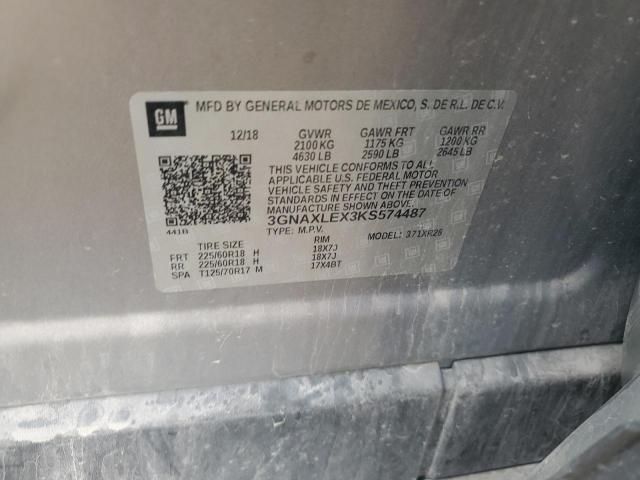 GM
MFD BY GENERAL MOTORS DE MEXICO, S. DE R.L. DE C.V.
12/18 GVWR GAWR FRT GAWR RR
2100 KG 1175 KG 1200 KG
4630 LB 2590 LB 2645 LB
THIS VEHICLE CONFORMS TO ALL
APPLICABLE U.S. FEDERAL MOTOR
VEHICLE SAFETY AND THEFT PREVENTION
STANDARDS IN EFFECT ON THE DATE OF
MANUFACTURE SHOWN ABOVE.
3GNAXLEX3KS574487
441B
TYPE: M.P.V. 371XR26
TIRE SIZE RIM
FRT 225/60R18 H 18X7J
RR 225/60R18 H 18X7J
SPA T125/70R17 M 17X4BT